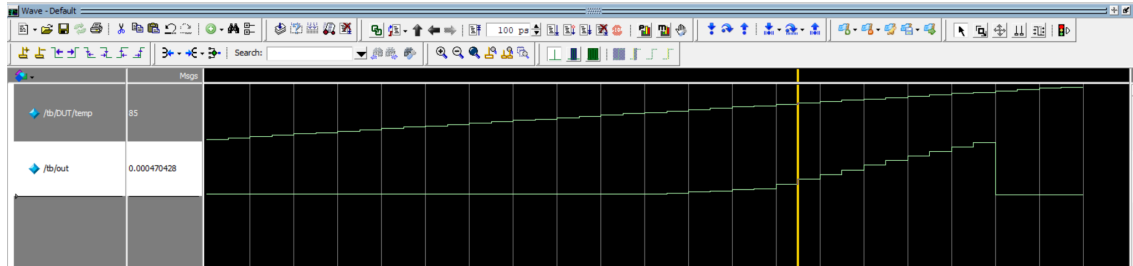 Wave - Default
100 ps
Search:
Msgs
/tb/DUT/temp
85
/tb/out
0.000470428